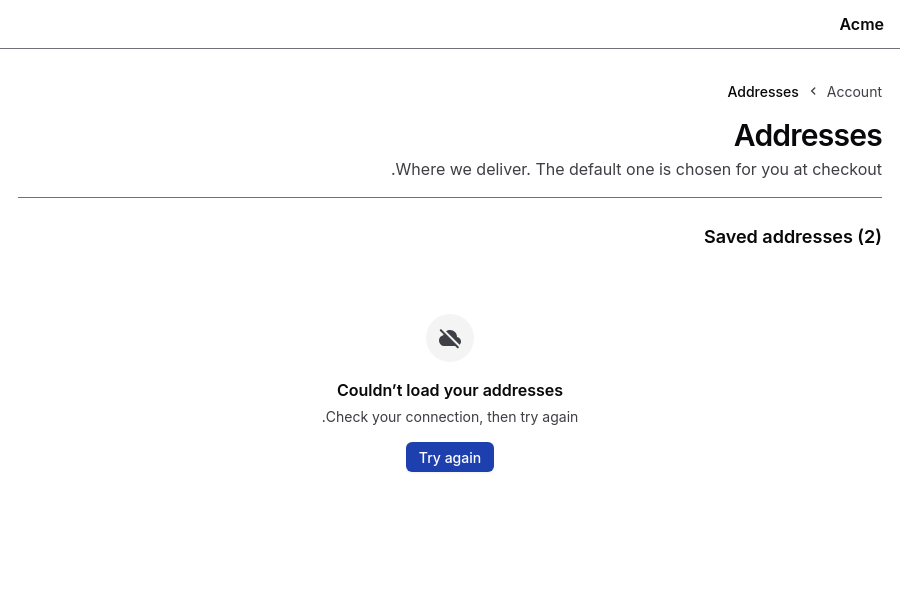 Acme
Account
Addresses
Addresses
Where we deliver. The default one is chosen for you at checkout.
Saved addresses (2)
Couldn’t load your addresses
Check your connection, then try again.
Try again